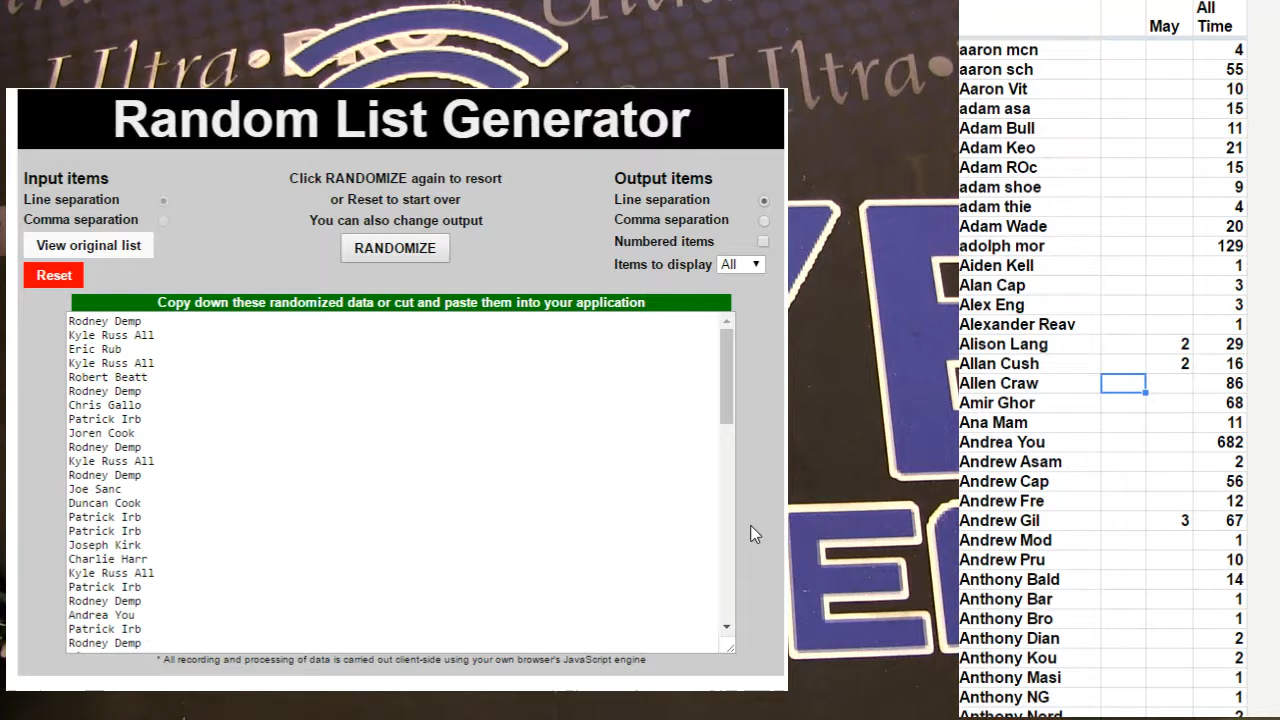 Ultra
PRO
Ultra
Ultra
Random List Generator
Input items
Line separation
Comma separation
View original list
Reset
Click RANDOMIZE again to resort
or Reset to start over
You can also change output
RANDOMIZE
Output items
Line separation
Comma separation
Numbered items
Items to display All
Copy down these randomized data or cut and paste them into your application
Rodney Demp
Kyle Russ All
Eric Rub
Kyle Russ All
Robert Beatt
Rodney Demp
Chris Gallo
Patrick Irb
Joren Cook
Rodney Demp
Kyle Russ All
Rodney Demp
Joe Sanc
Duncan Cook
Patrick Irb
Patrick Irb
Joseph Kirk
Charlie Harr
Kyle Russ All
Patrick Irb
Rodney Demp
Andrea You
Patrick Irb
Rodney Demp
* All recording and processing of data is carried out client-side using your own browser's JavaScript engine
May All Time
aaron mcn 4
aaron sch 55
Aaron Vit 10
adam asa 15
Adam Bull 11
Adam Keo 21
Adam ROc 15
adam shoe 9
adam thie 4
Adam Wade 20
adolph mor 129
Aiden Kell 1
Alan Cap 3
Alex Eng 3
Alexander Reav 1
Alison Lang 2 29
Allan Cush 2 16
Allen Craw 86
Amir Ghor 68
Ana Mam 11
Andrea You 682
Andrew Asam 2
Andrew Cap 56
Andrew Fre 12
Andrew Gil 3 67
Andrew Mod 1
Andrew Pru 10
Anthony Bald 14
Anthony Bar 1
Anthony Bro 1
Anthony Dian 2
Anthony Kou 2
Anthony Masi 1
Anthony NG 1
Anthony Nord 2